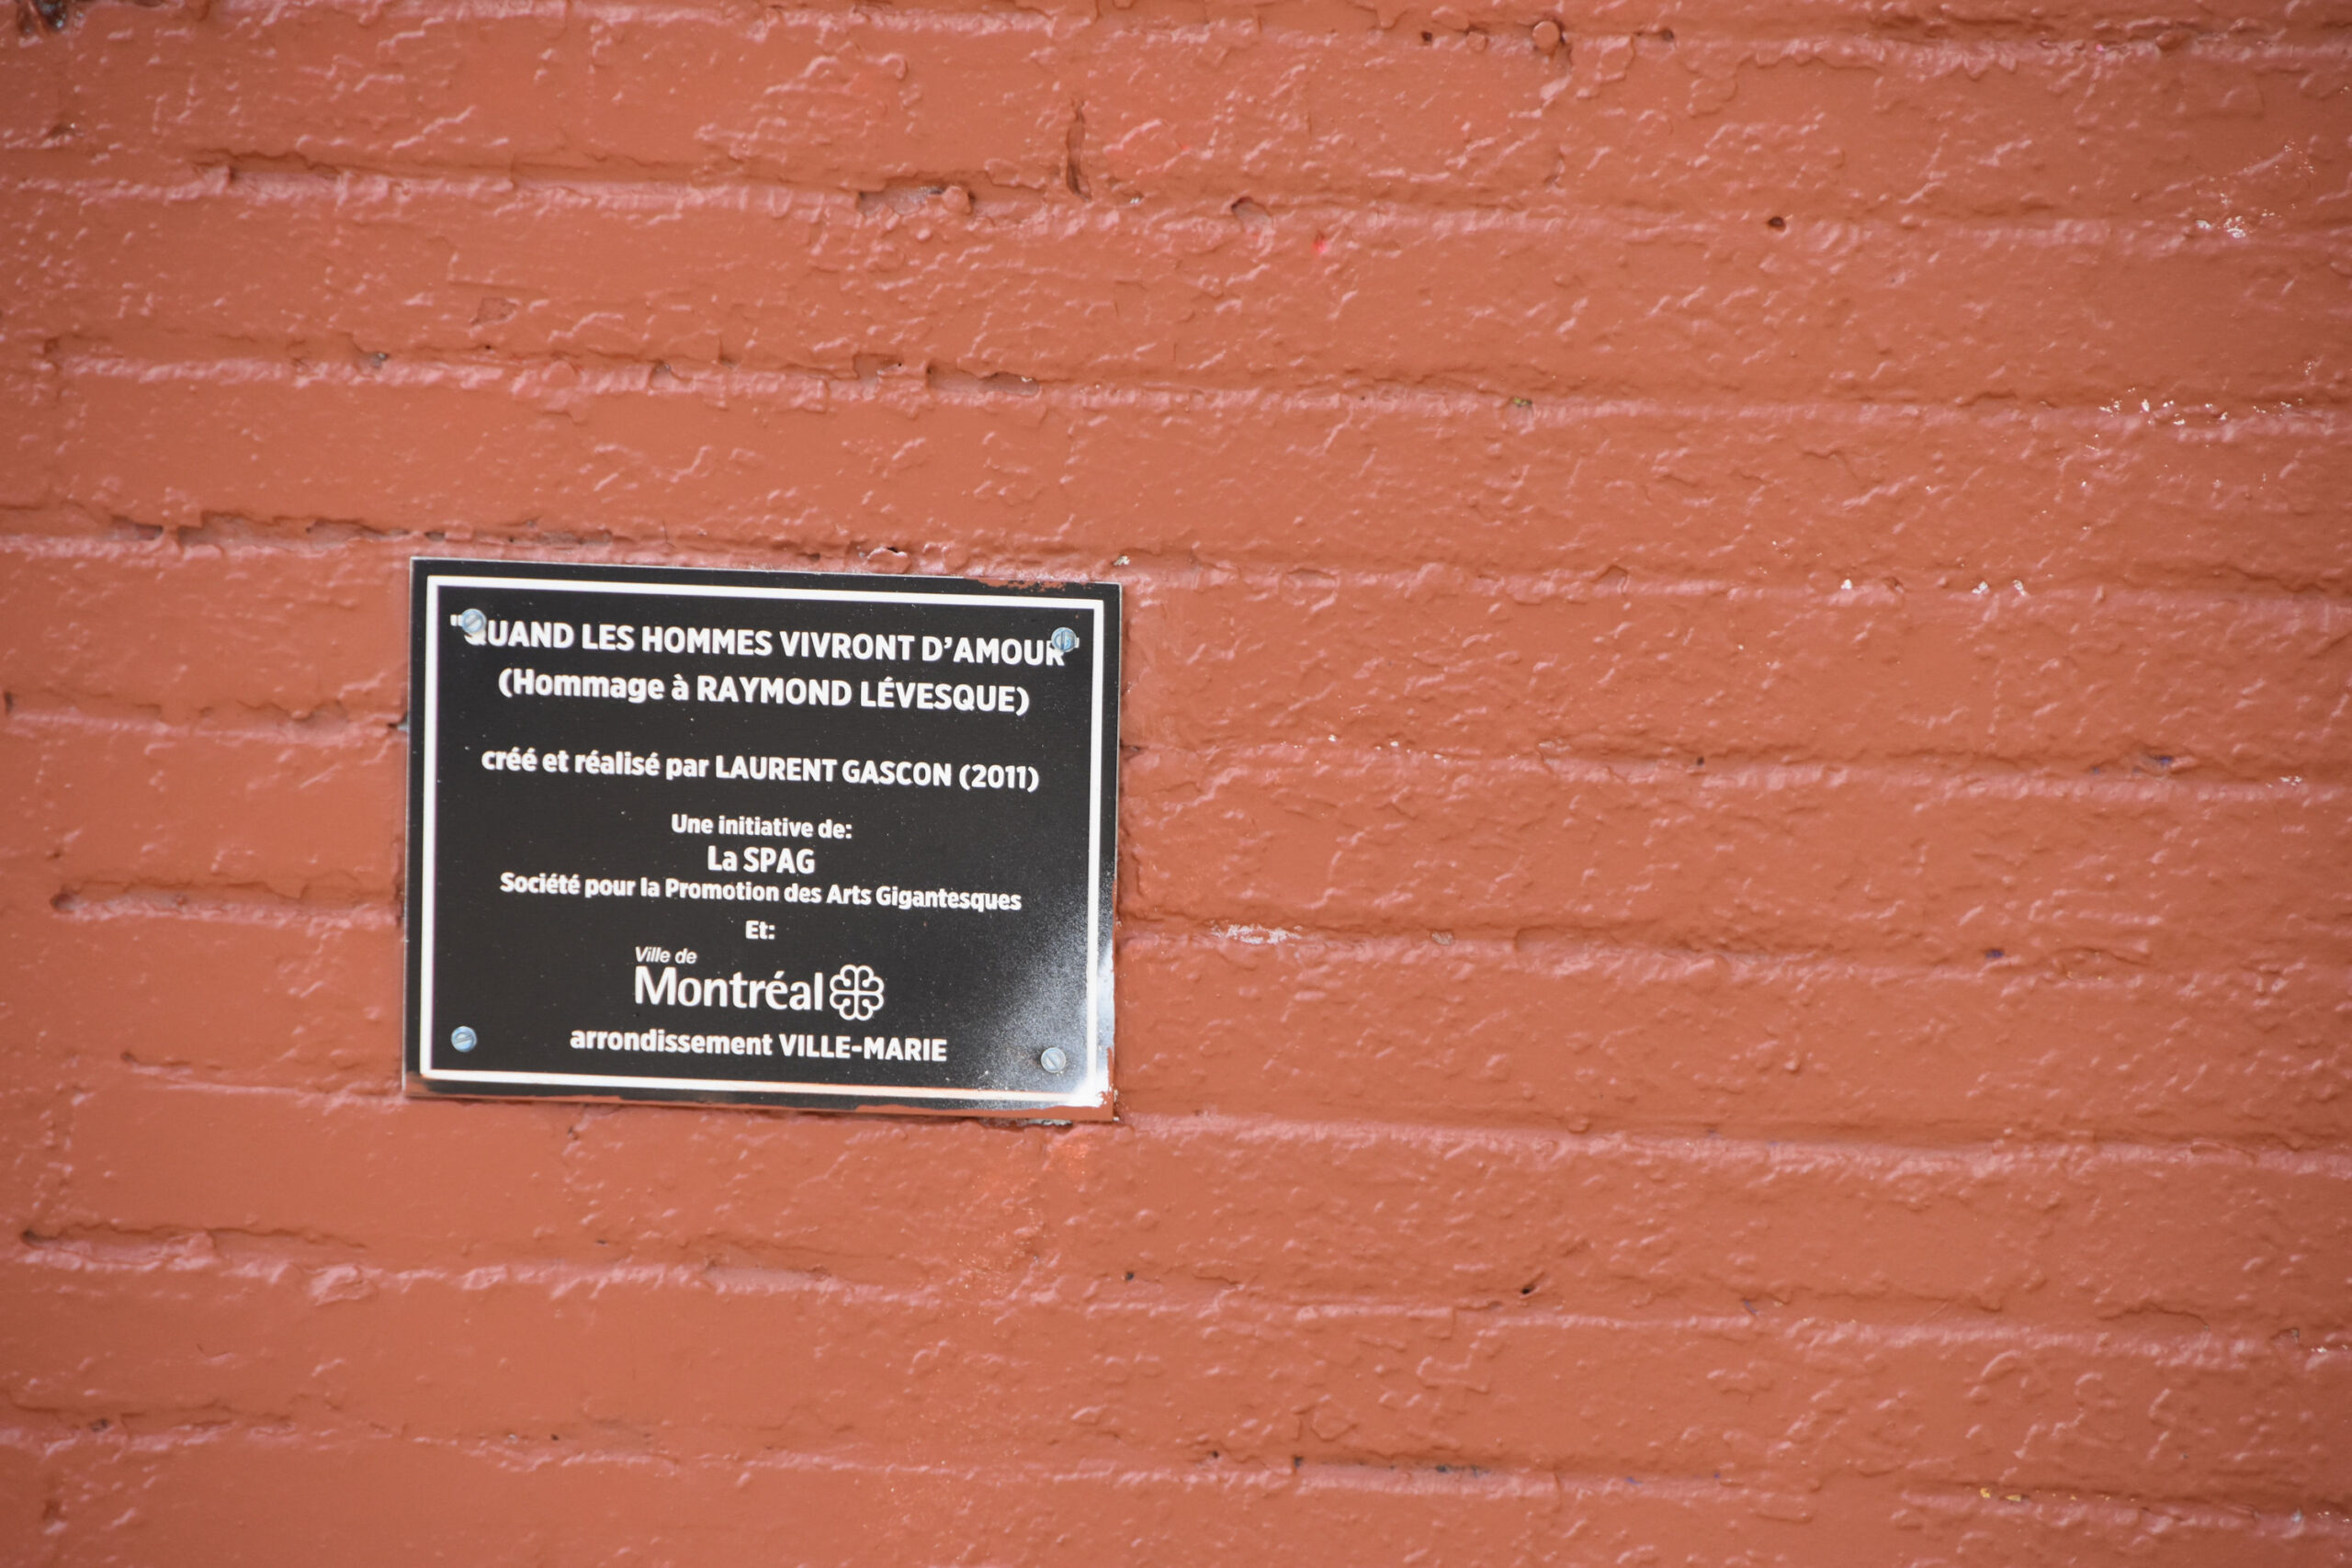 "QUAND LES HOMMES VIVRONT D'AMOUR"
(Hommage à RAYMOND LÉVESQUE)
créé et réalisé par LAURENT GASCON (2011)
Une initiative de:
La SPAG
Société pour la Promotion des Arts Gigantesques
Et:
Ville de
Montréal
arrondissement VILLE-MARIE